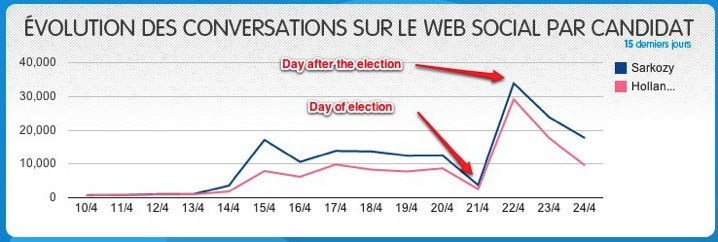 ÉVOLUTION DES CONVERSATIONS SUR LE WEB SOCIAL PAR CANDIDAT
15 derniers jours
40,000
30,000
20,000
10,000
0
Day after the election
Day of election
Sarkozy
Hollan...
10/4 11/4 12/4 13/4 14/4 15/4 16/4 17/4 18/4 19/4 20/4 21/4 22/4 23/4 24/4